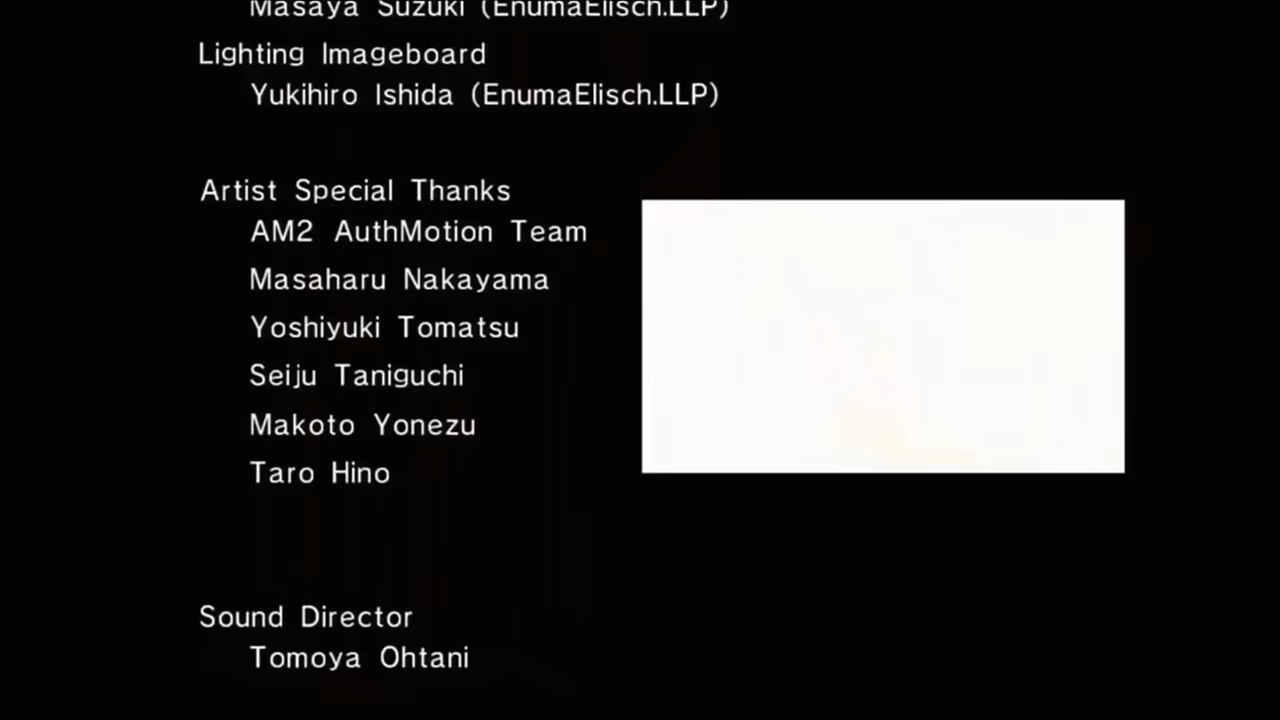 Masaya Suzuki (EnumaElisch.LLP)
Lighting Imageboard
Yukihiro Ishida (EnumaElisch.LLP)
Artist Special Thanks
AM2 AuthMotion Team
Masaharu Nakayama
Yoshiyuki Tomatsu
Seiju Taniguchi
Makoto Yonezu
Taro Hino
Sound Director
Tomoya Ohtani